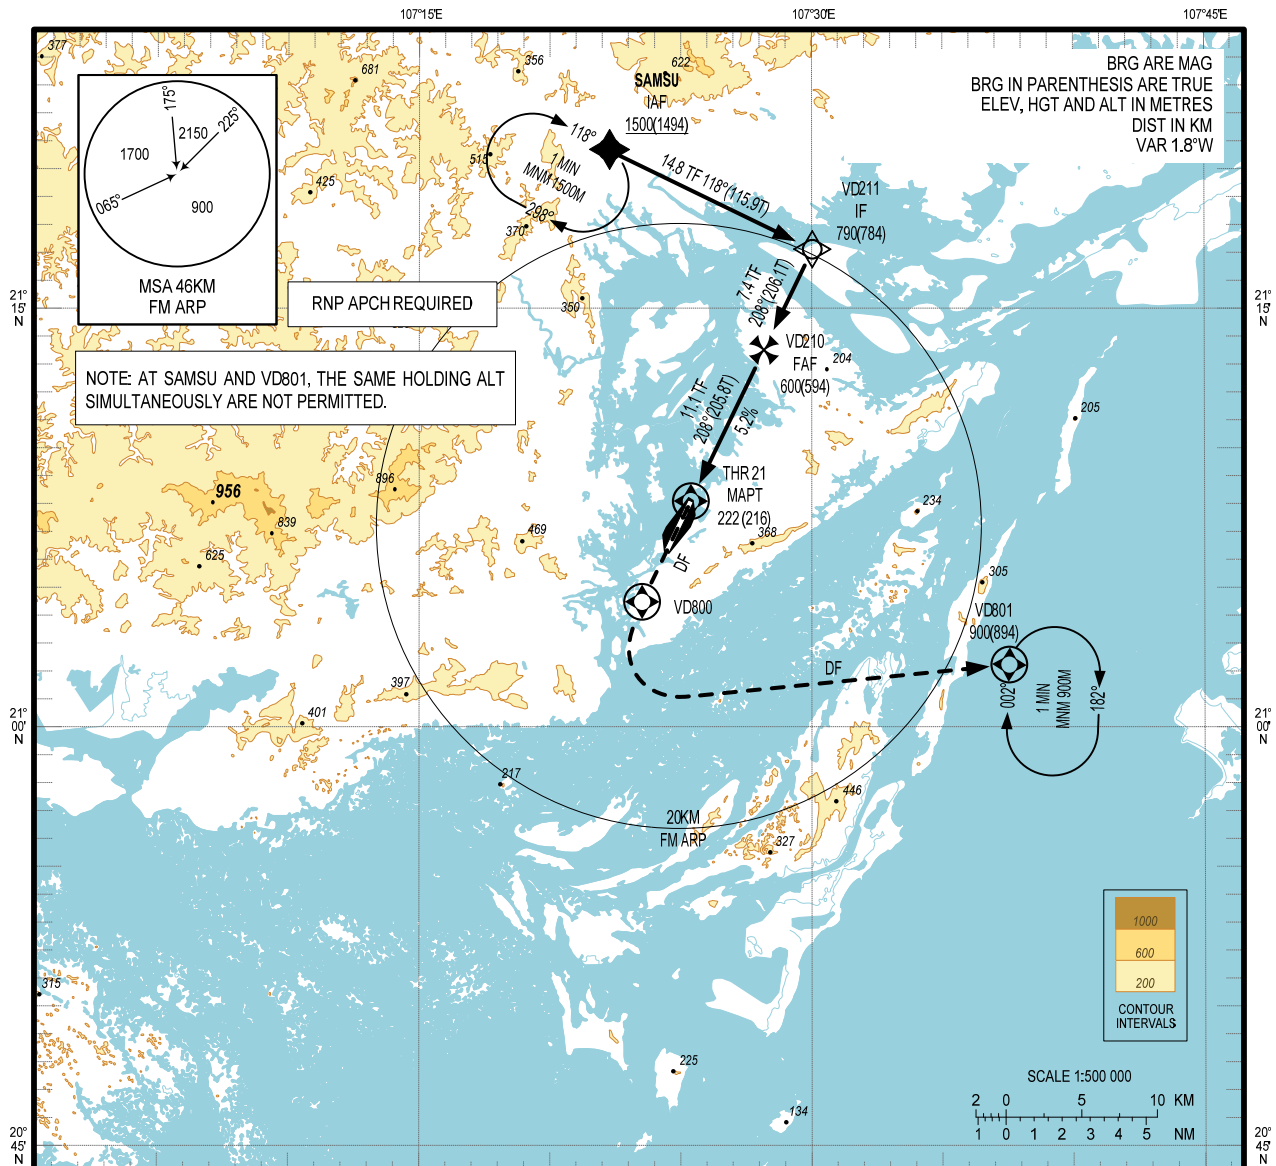 107°15'E
107°30'E
107°45'E
377
681
356
622
SAMSU
IAF
1500(1494)
BRG ARE MAG
BRG IN PARENTHESIS ARE TRUE
ELEV, HGT AND ALT IN METRES
DIST IN KM
VAR 1.8°W
175°
2150
225°
1700
065°
900
MSA 46KM
FM ARP
425
515
118°
1 MIN
MNM 1500M
298°
370
14.8 TF 118°(115.9T)
VD211
IF
790(784)
21°
15'
N
21°
15'
N
RNP APCH REQUIRED
350
7.4 TF
208°(206.1T)
VD210
FAF
600(594)
204
NOTE: AT SAMSU AND VD801, THE SAME HOLDING ALT
SIMULTANEOUSLY ARE NOT PERMITTED.
11.1 TF
208°(205.8T)
5.2%
205
956
896
839
625
469
THR 21
MAPT
222(216)
234
368
DF
305
VD800
VD801
900(894)
DF
002°
1 MIN
MNM 900M
182°
397
401
21°
00'
N
21°
00'
N
217
446
20KM
FM ARP
327
315
1000
600
200
CONTOUR
INTERVALS
225
134
SCALE 1:500 000
2 0 5 10 KM
1 0 1 2 3 4 5 NM
20°
45'
N
20°
45'
N